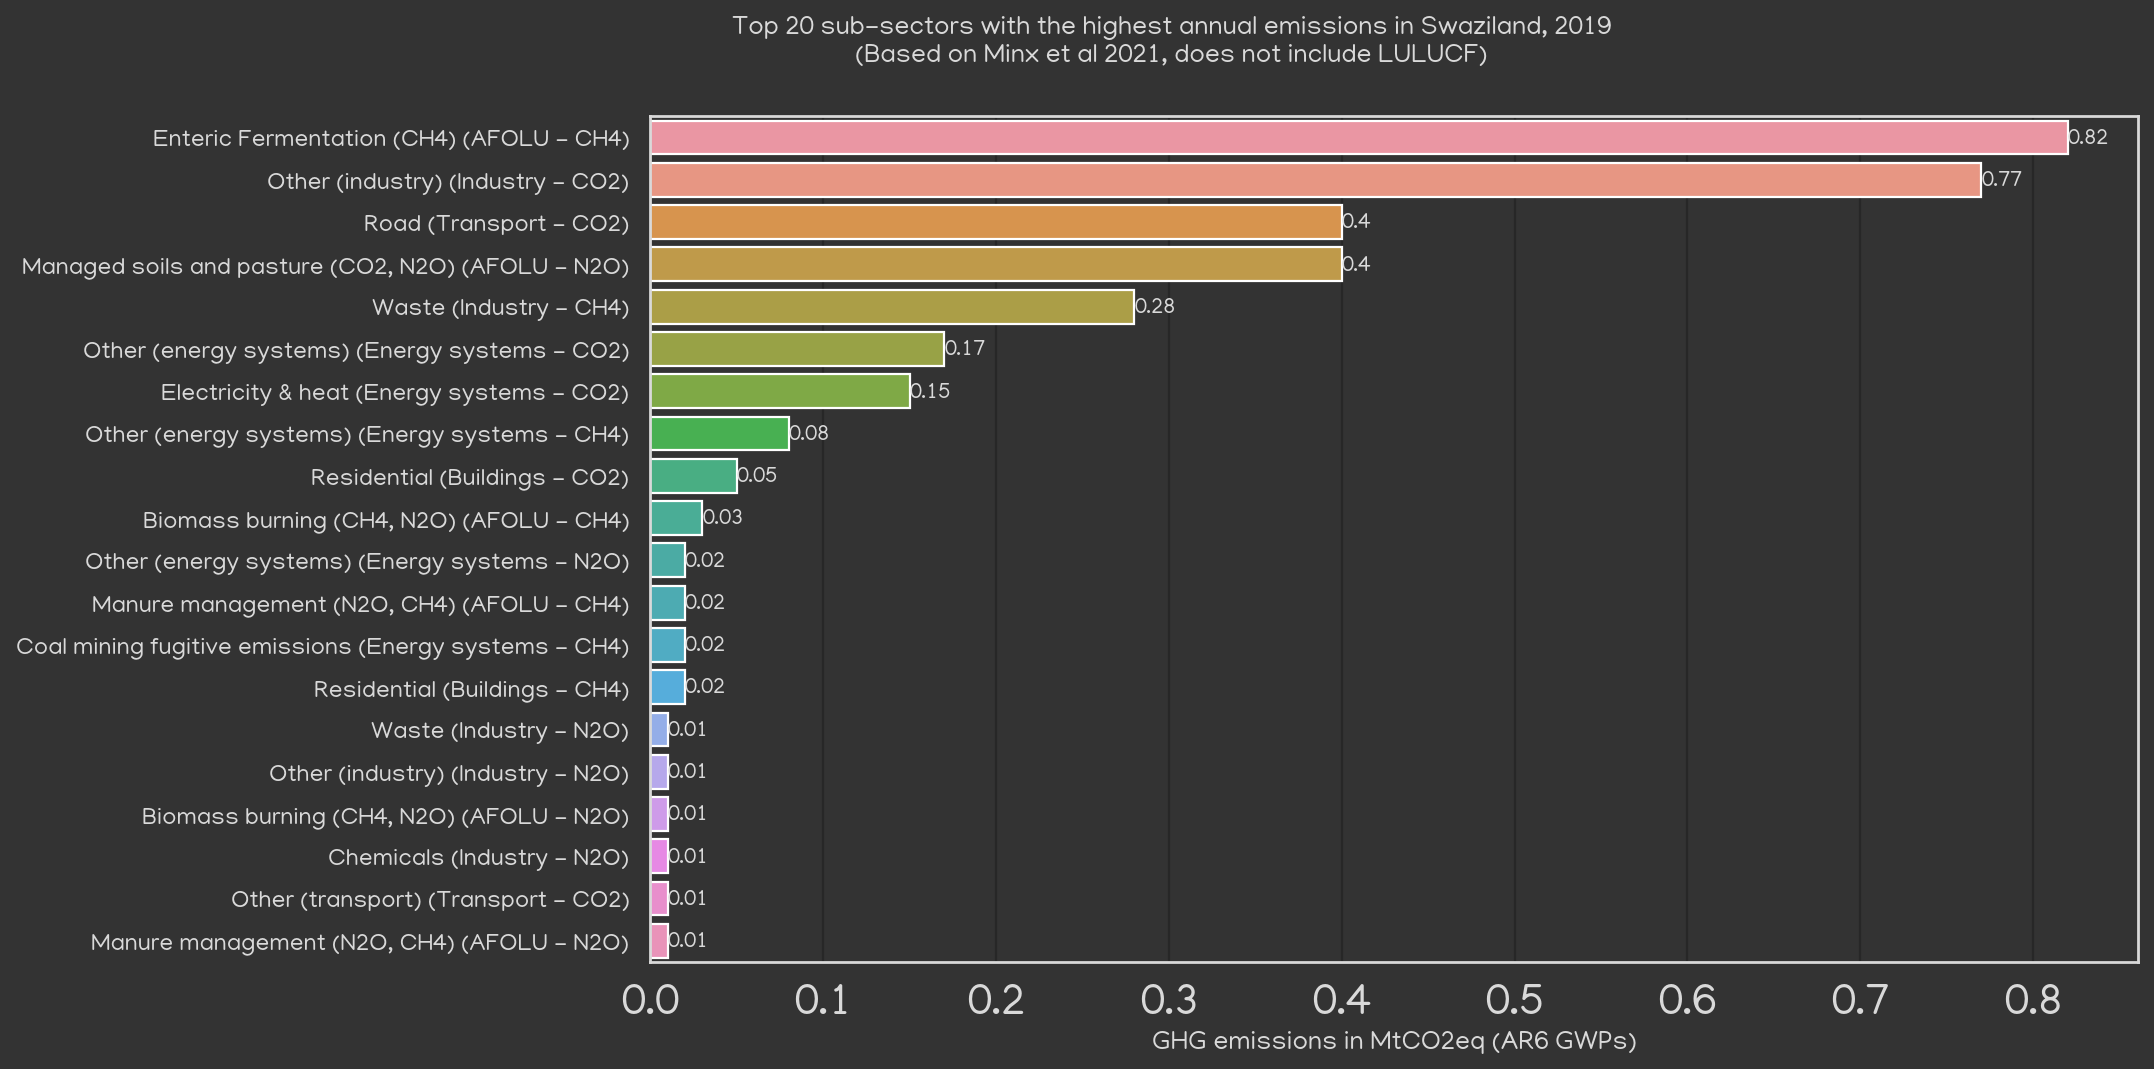 Top 20 sub-sectors with the highest annual emissions in Swaziland, 2019
(Based on Minx et al 2021, does not include LULUCF)
Enteric Fermentation (CH4) (AFOLU - CH4) 0.82
Other (industry) (Industry - CO2) 0.77
Road (Transport - CO2) 0.4
Managed soils and pasture (CO2, N2O) (AFOLU - N2O) 0.4
Waste (Industry - CH4) 0.28
Other (energy systems) (Energy systems - CO2) 0.17
Electricity & heat (Energy systems - CO2) 0.15
Other (energy systems) (Energy systems - CH4) 0.08
Residential (Buildings - CO2) 0.05
Biomass burning (CH4, N2O) (AFOLU - CH4) 0.03
Other (energy systems) (Energy systems - N2O) 0.02
Manure management (N2O, CH4) (AFOLU - CH4) 0.02
Coal mining fugitive emissions (Energy systems - CH4) 0.02
Residential (Buildings - CH4) 0.02
Waste (Industry - N2O) 0.01
Other (industry) (Industry - N2O) 0.01
Biomass burning (CH4, N2O) (AFOLU - N2O) 0.01
Chemicals (Industry - N2O) 0.01
Other (transport) (Transport - CO2) 0.01
Manure management (N2O, CH4) (AFOLU - N2O) 0.01
0.0 0.1 0.2 0.3 0.4 0.5 0.6 0.7 0.8
GHG emissions in MtCO2eq (AR6 GWPs)